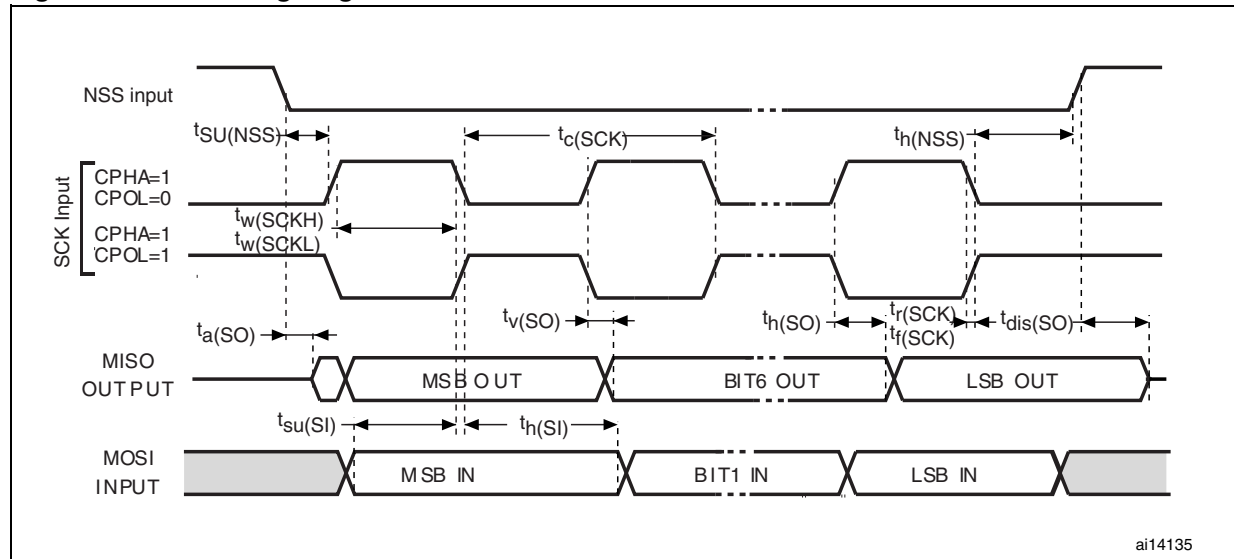 NSS input
tSU(NSS)
tc(SCK)
th(NSS)
SCK Input
CPHA=1
CPOL=0
tw(SCKH)
tw(SCKL)
CPHA=1
CPOL=1
ta(SO)
tv(SO)
th(SO)
tr(SCK)
tf(SCK)
tdis(SO)
MISO
OUTPUT
MSB OUT
BIT6 OUT
LSB OUT
tsu(SI)
th(SI)
MOSI
INPUT
MSB IN
BIT1 IN
LSB IN
ai14135